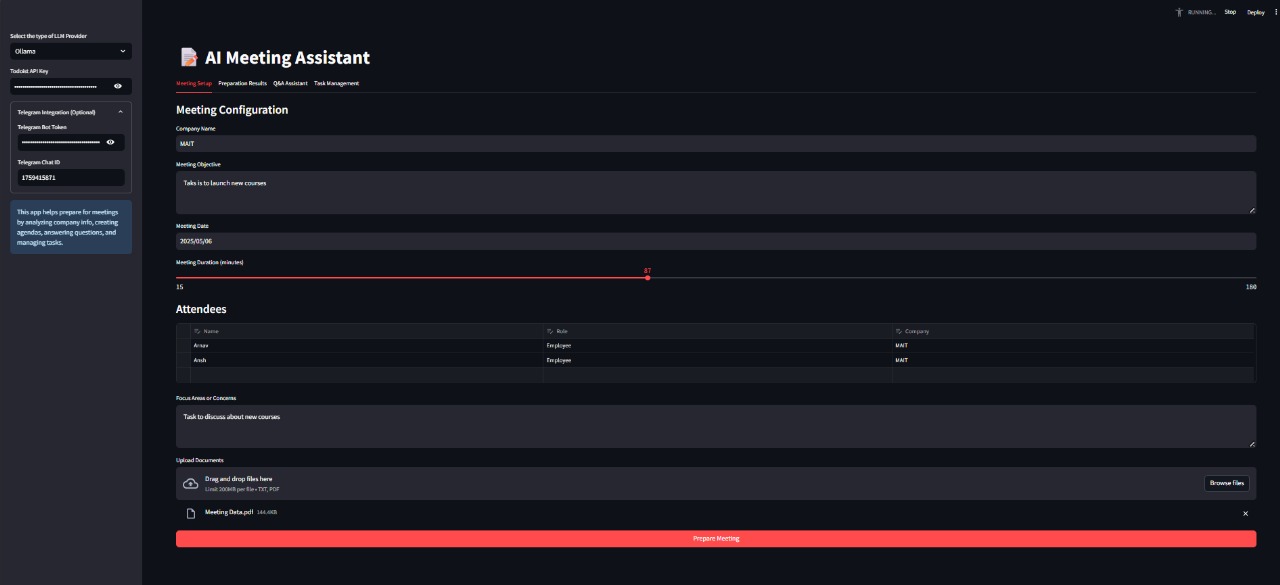 RUNNING...
Stop
Deploy
Select the type of LLM Provider
Ollama
Todoist API Key
Telegram Integration (Optional)
Telegram Bot Token
Telegram Chat ID
1759415871
This app helps prepare for meetings
by analyzing company info, creating
agendas, answering questions, and
managing tasks.
AI Meeting Assistant
Meeting Setup Preparation Results Q&A Assistant Task Management
Meeting Configuration
Company Name
MAIT
Meeting Objective
Taks is to launch new courses
Meeting Date
2025/05/06
Meeting Duration (minutes)
87
15 180
Attendees
Name Role Company
Arnav Employee MAIT
Ansh Employee MAIT
Focus Areas or Concerns
Task to discuss about new courses
Upload Documents
Drag and drop files here
Limit 200MB per file • TXT, PDF
Browse files
Meeting Data.pdf 144.4KB
Prepare Meeting